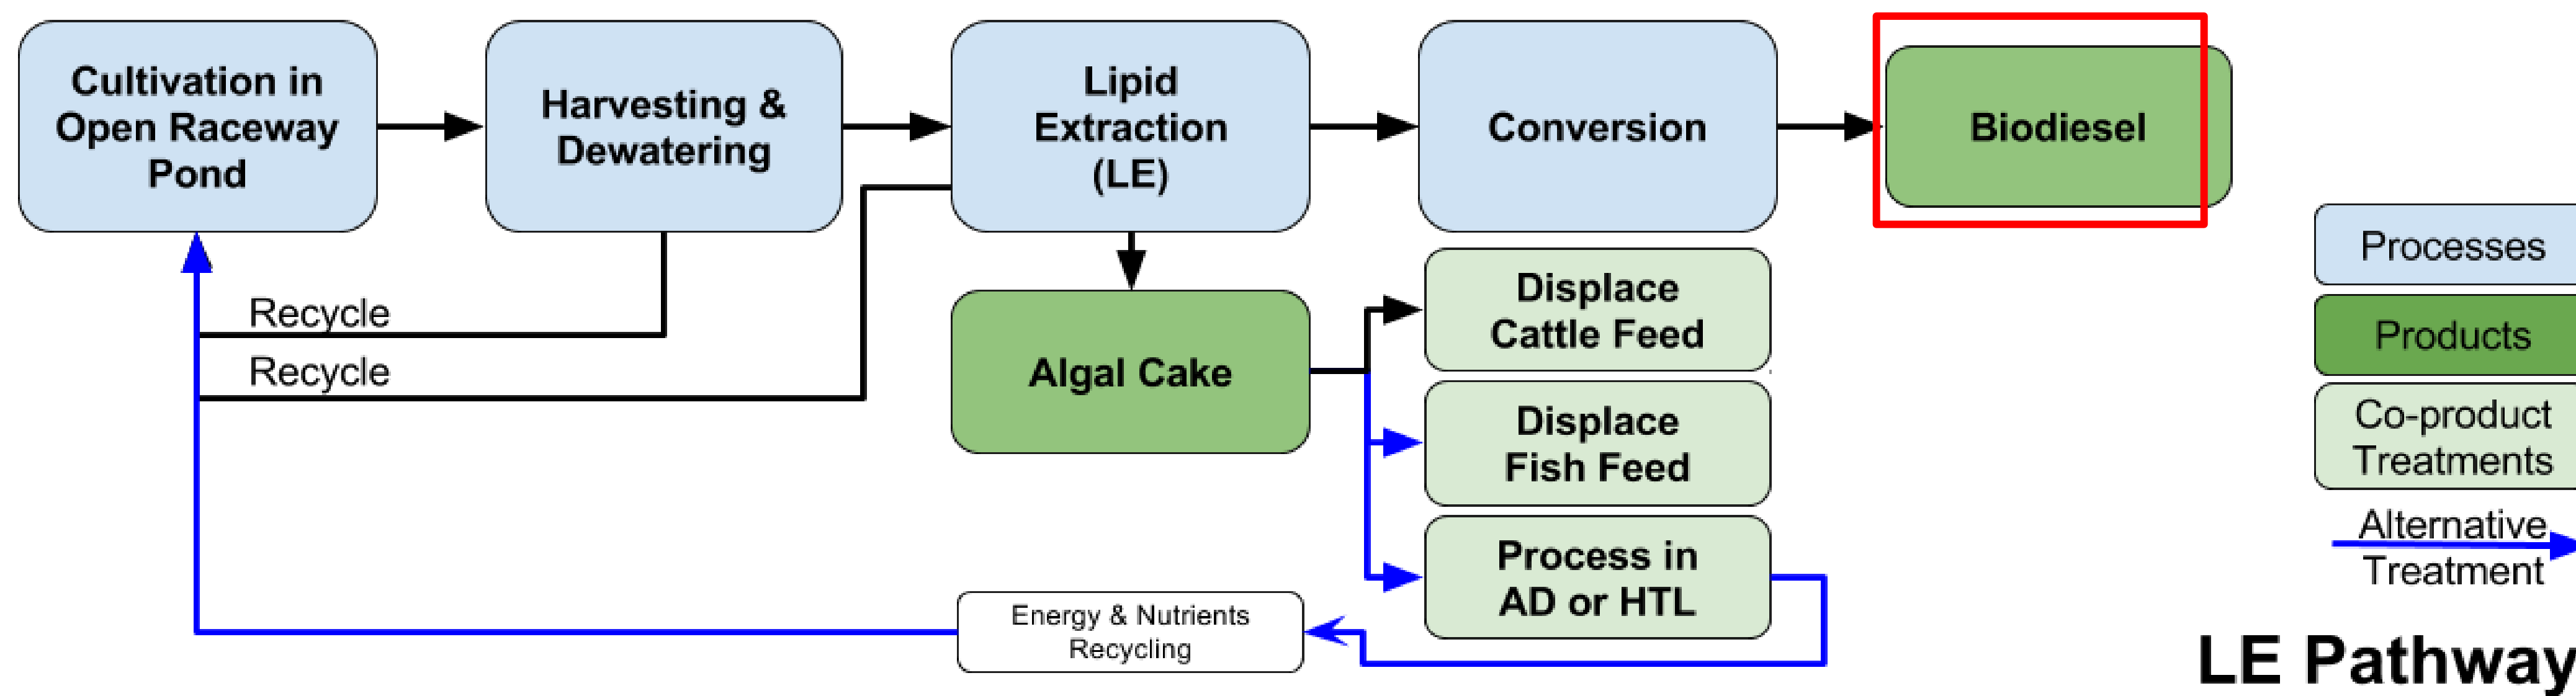 Cultivation in
Open Raceway
Pond
Harvesting &
Dewatering
Lipid
Extraction
(LE)
Conversion
Biodiesel
Recycle
Recycle
Algal Cake
Displace
Cattle Feed
Displace
Fish Feed
Process in
AD or HTL
Energy & Nutrients
Recycling
Processes
Products
Co-product
Treatments
Alternative
Treatment
LE Pathway